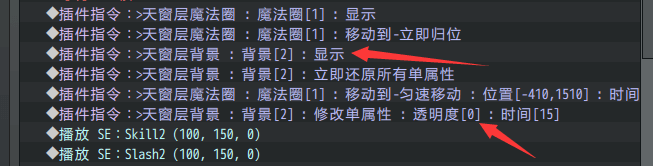 ◆插件指令:>天窗层魔法圈 : 魔法圈[1] : 显示
◆插件指令:>天窗层魔法圈 : 魔法圈[1] : 移动到-立即归位
◆插件指令:>天窗层背景 : 背景[2] : 显示
◆插件指令:>天窗层背景 : 背景[2] : 立即还原所有单属性
◆插件指令:>天窗层魔法圈 : 魔法圈[1] : 移动到-匀速移动 : 位置[-410,1510] : 时间
◆插件指令:>天窗层背景 : 背景[2] : 修改单属性 : 透明度[0] : 时间[15]
◆播放 SE:Skill2 (100, 150, 0)
◆播放 SE:Slash2 (100, 150, 0)